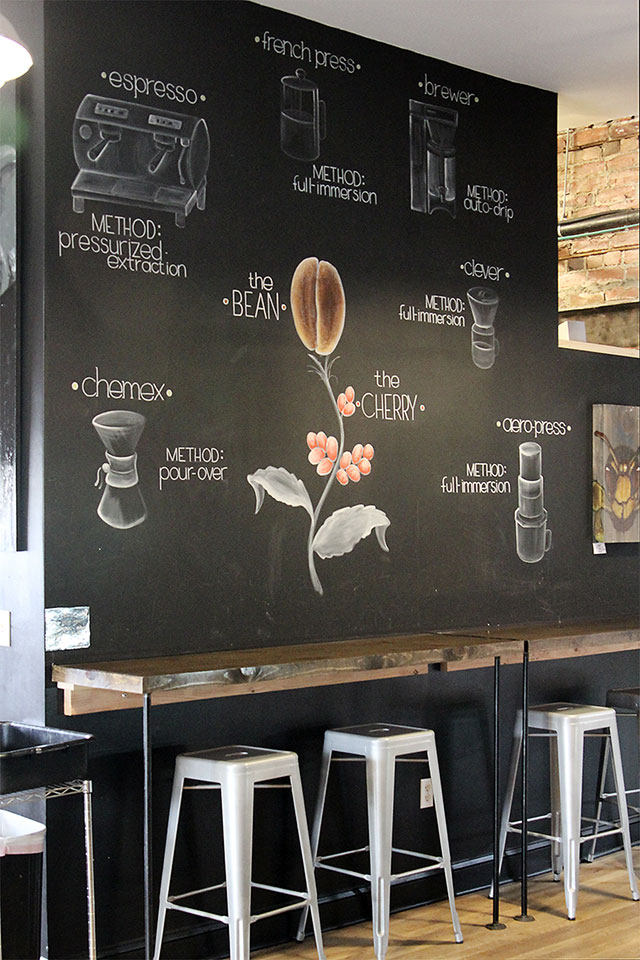 •espresso•
METHOD:
pressurized
extraction
•french press•
METHOD:
full-immersion
•brewer•
METHOD:
auto-drip
the
•BEAN•
•clever•
METHOD:
full-immersion
•chemex•
METHOD:
pour-over
the
•CHERRY•
•aero-press•
METHOD:
full-immersion